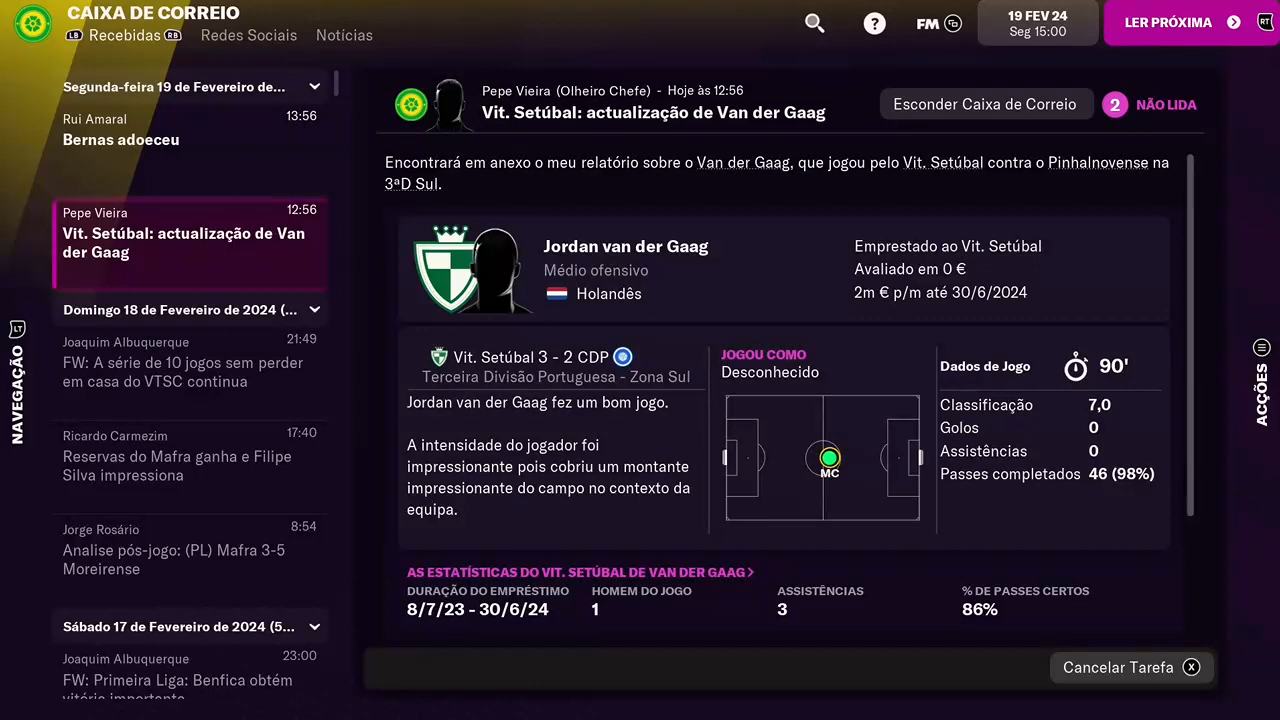 CAIXA DE CORREIO
LB Recebidas RB Redes Sociais Notícias
FM
19 FEV 24
Seg 15:00
LER PRÓXIMA
RT
Segunda-feira 19 de Fevereiro de...
Rui Amaral 13:56
Bernas adoeceu
Pepe Vieira 12:56
Vit. Setúbal: actualização de Van
der Gaag
Domingo 18 de Fevereiro de 2024 (...
Joaquim Albuquerque 21:49
FW: A série de 10 jogos sem perder
em casa do VTSC continua
Ricardo Carmezim 17:40
Reservas do Mafra ganha e Filipe
Silva impressiona
Jorge Rosário 8:54
Analise pós-jogo: (PL) Mafra 3-5
Moreirense
Sábado 17 de Fevereiro de 2024 (5...
Joaquim Albuquerque 23:00
FW: Primeira Liga: Benfica obtém
vitória importante
NAVEGAÇÃO LT
Pepe Vieira (Olheiro Chefe) - Hoje às 12:56
Vit. Setúbal: actualização de Van der Gaag
Esconder Caixa de Correio
2 NÃO LIDA
Encontrará em anexo o meu relatório sobre o Van der Gaag, que jogou pelo Vit. Setúbal contra o Pinhalnovense na
3ªD Sul.
Jordan van der Gaag
Médio ofensivo
Holandês
Emprestado ao Vit. Setúbal
Avaliado em 0 €
2m € p/m até 30/6/2024
Vit. Setúbal 3 - 2 CDP
Terceira Divisão Portuguesa - Zona Sul
Jordan van der Gaag fez um bom jogo.
A intensidade do jogador foi
impressionante pois cobriu um montante
impressionante do campo no contexto da
equipa.
JOGOU COMO
Desconhecido
MC
Dados de Jogo 90'
Classificação 7,0
Golos 0
Assistências 0
Passes completados 46 (98%)
AS ESTATÍSTICAS DO VIT. SETÚBAL DE VAN DER GAAG >
DURAÇÃO DO EMPRÉSTIMO HOMEM DO JOGO ASSISTÊNCIAS % DE PASSES CERTOS
8/7/23 - 30/6/24 1 3 86%
Cancelar Tarefa X
ACÇÕES